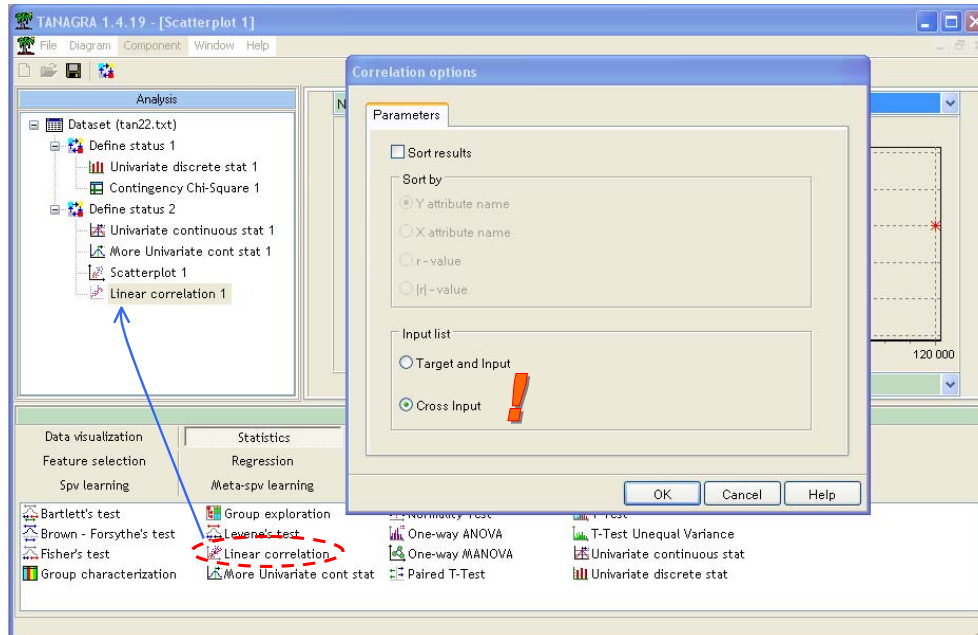 TANAGRA 1.4.19 - [Scatterplot 1]
File Diagram Component Window Help
Analysis
Dataset (tan22.txt)
Define status 1
Univariate discrete stat 1
Contingency Chi-Square 1
Define status 2
Univariate continuous stat 1
More Univariate cont stat 1
Scatterplot 1
Linear correlation 1
N
Correlation options
Parameters
Sort results
Sort by
Y attribute name
X attribute name
r - value
|r| - value
Input list
Target and Input
Cross Input
!
OK Cancel Help
120 000
Data visualization Statistics
Feature selection Regression
Spv learning Meta-spv learning
Bartlett's test Group exploration Normality Test T-Test
Brown - Forsythe's test Levene's test One-way ANOVA T-Test Unequal Variance
Fisher's test Linear correlation One-way MANOVA Univariate continuous stat
Group characterization More Univariate cont stat Paired T-Test Univariate discrete stat